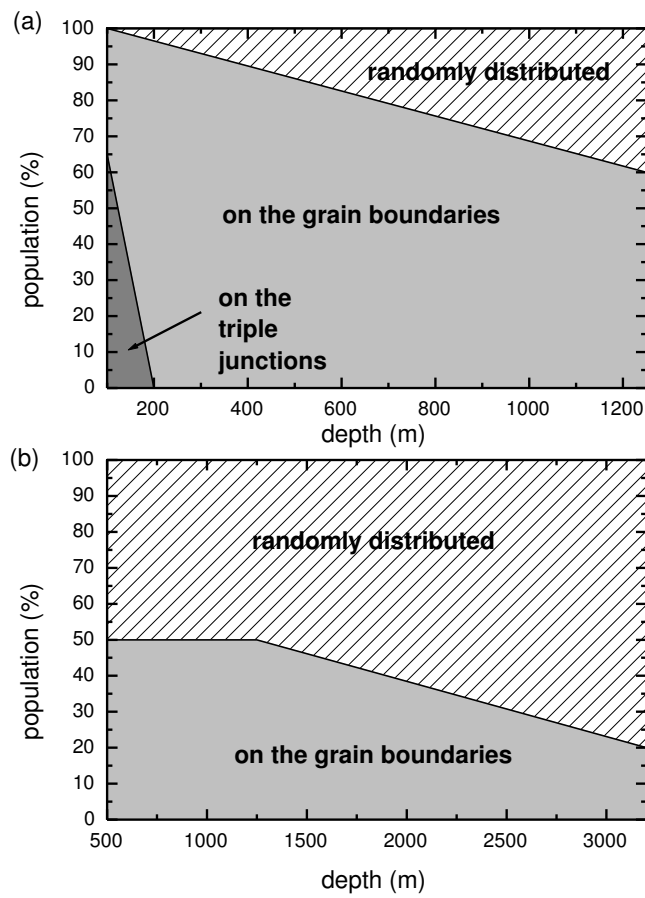 (a)
100
90
80
70
60
50
40
30
20
10
0
population (%)
randomly distributed
on the grain boundaries
on the
triple
junctions
200
400
600
800
1000
1200
depth (m)
(b)
100
90
80
70
60
50
40
30
20
10
0
population (%)
randomly distributed
on the grain boundaries
500
1000
1500
2000
2500
3000
depth (m)